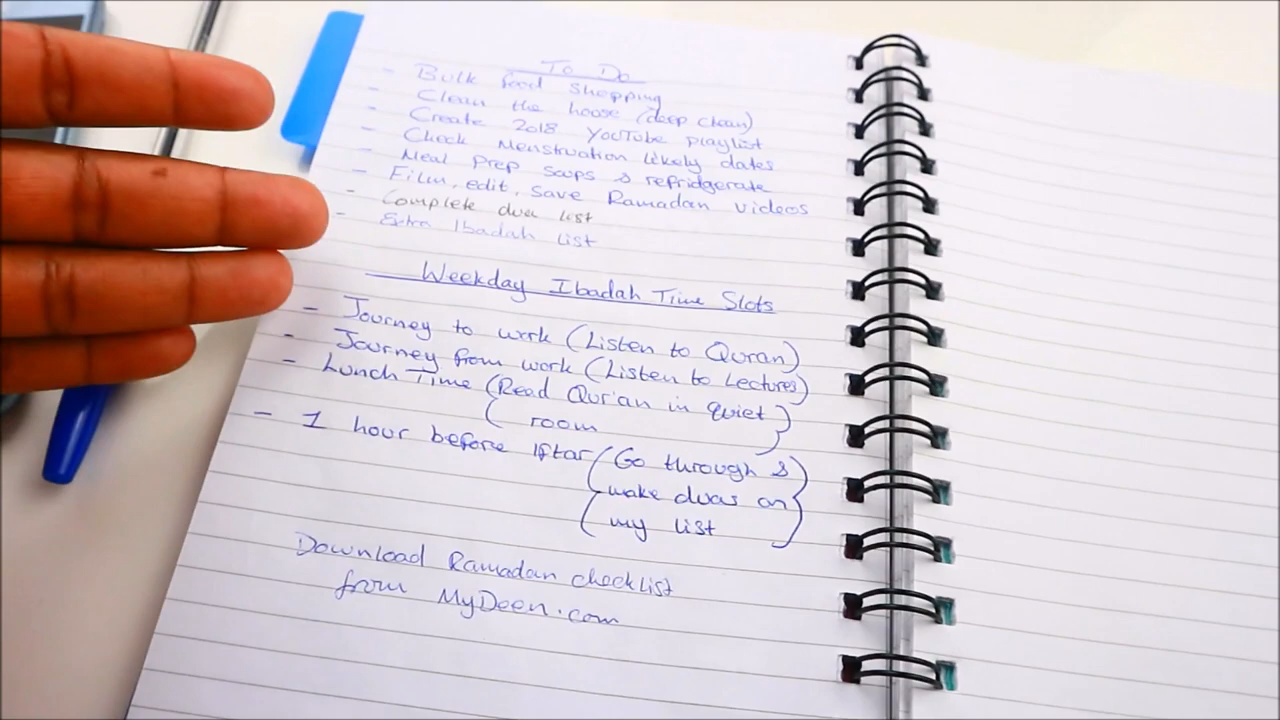 To Do
- Bulk food shopping
- Clean the house (deep clean)
- Create 2018 YouTube playlist
- Check Menstruation likely dates
- Meal prep soups & refridgerate
- Film, edit, save Ramadan videos
- Complete dua list
- Extra Ibadah list
Weekday Ibadah Time Slots
- Journey to work (Listen to Quran)
- Journey from work (Listen to Lectures)
- Lunch Time (Read Qur'an in quiet
room)
- 1 hour before Iftar (Go through &
make duas on
my list)
Download Ramadan checklist
from MyDeen.com